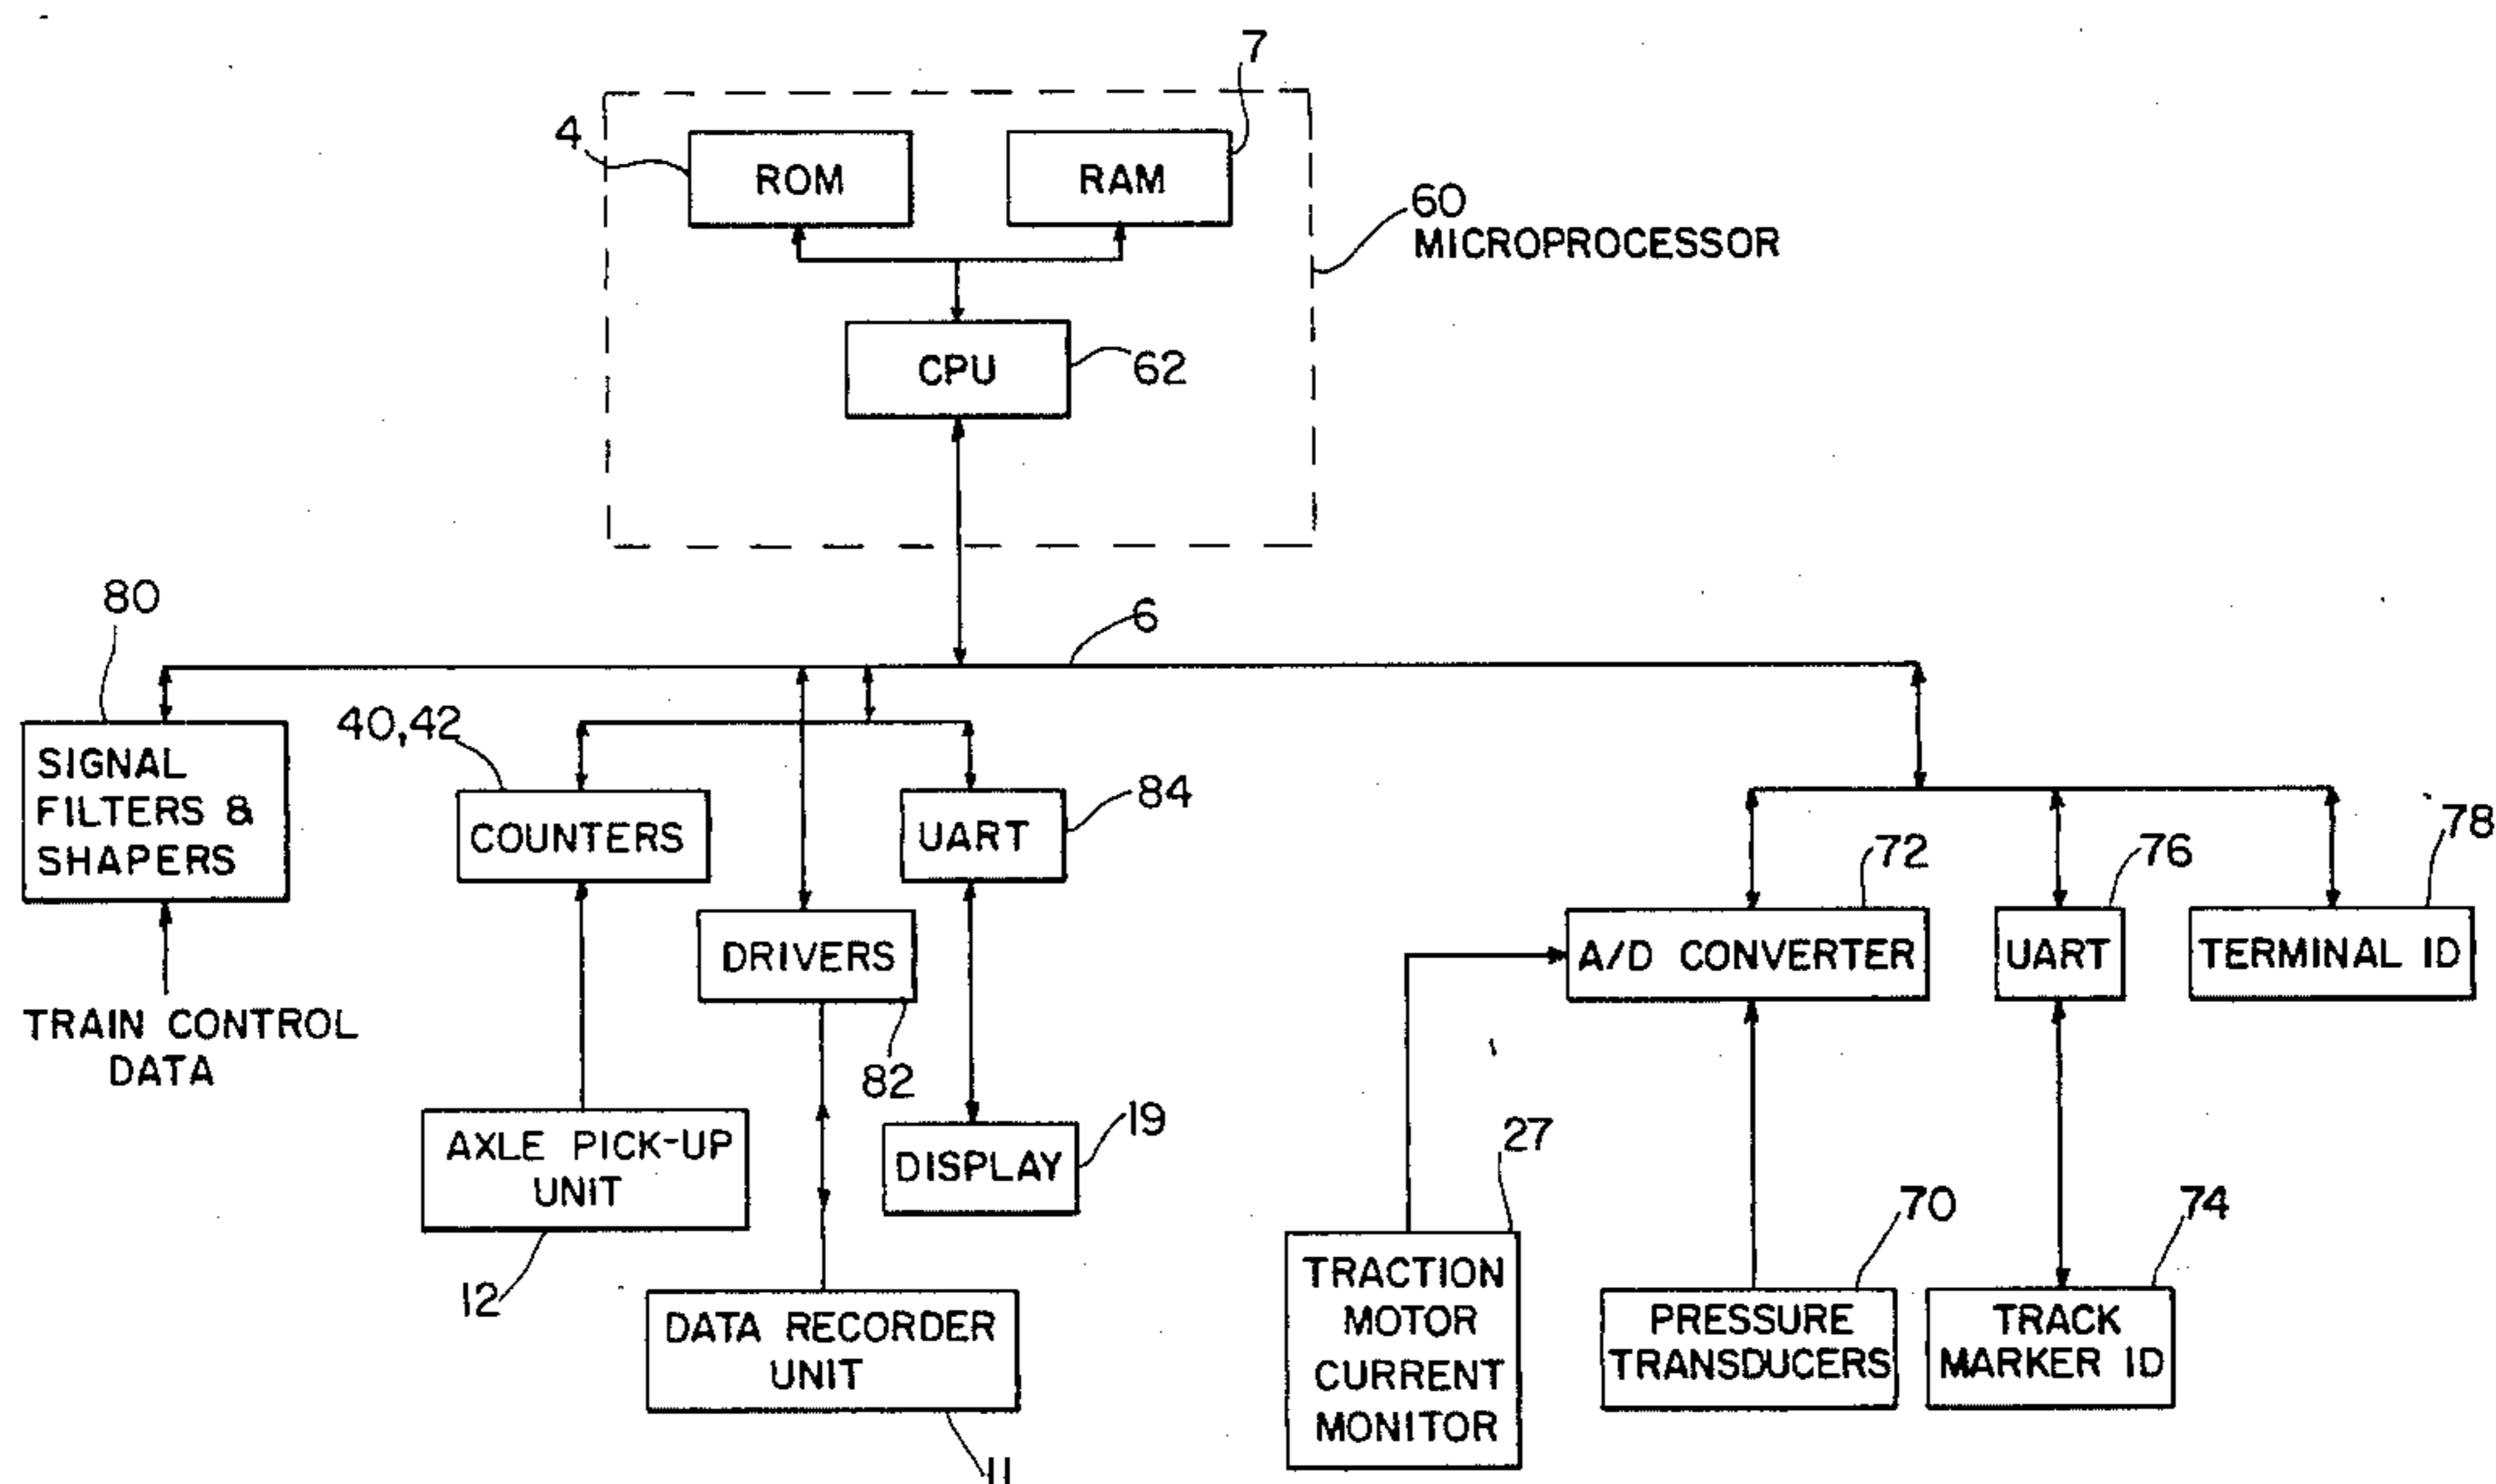 7
4
ROM
RAM
60
MICROPROCESSOR
CPU
62
80
6
40,42
SIGNAL
FILTERS &
SHAPERS
COUNTERS
UART
84
DRIVERS
82
72
76
78
A/D CONVERTER
UART
TERMINAL ID
TRAIN CONTROL
DATA
AXLE PICK-UP
UNIT
12
DISPLAY
19
27
70
74
DATA RECORDER
UNIT
11
TRACTION
MOTOR
CURRENT
MONITOR
PRESSURE
TRANSDUCERS
TRACK
MARKER ID